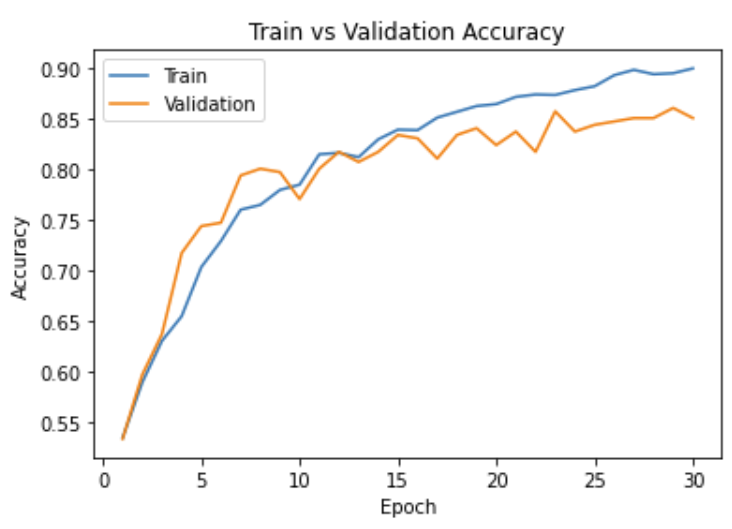 Train vs Validation Accuracy
Train
Validation
Accuracy
0.90
0.85
0.80
0.75
0.70
0.65
0.60
0.55
0 5 10 15 20 25 30
Epoch